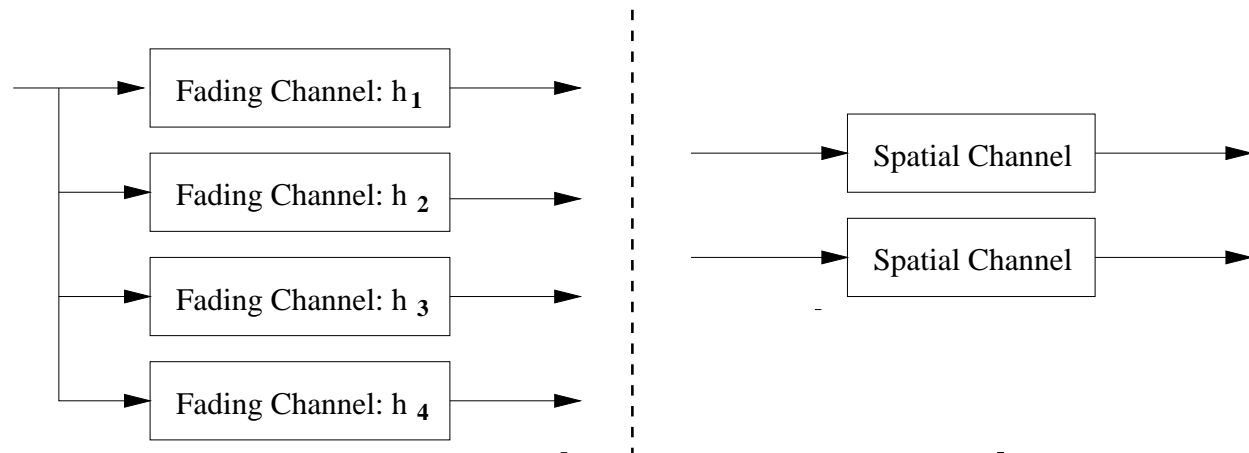 Fading Channel: h 1
Fading Channel: h 2
Fading Channel: h 3
Fading Channel: h 4
Spatial Channel
Spatial Channel